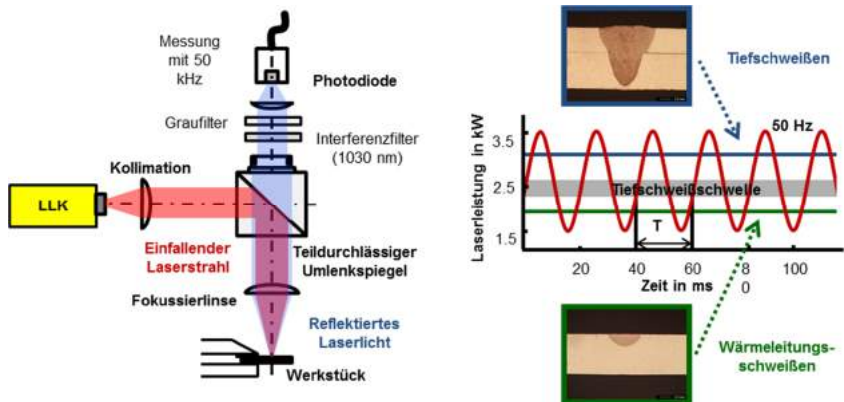 Messung
mit 50
kHz
Photodiode
Graufilter
Interferenzfilter
(1030 nm)
Kollimation
LLK
Einfallender
Laserstrahl
Teildurchlässiger
Umlenkspiegel
Fokussierlinse
Reflektiertes
Laserlicht
Werkstück
Tiefschweißen
50 Hz
Laserleistung in kW
3.5
2.5
1.5
Tiefschweißschwelle
T
20
40
60
8
0
100
Zeit in ms
Wärmeleitungs-
schweißen